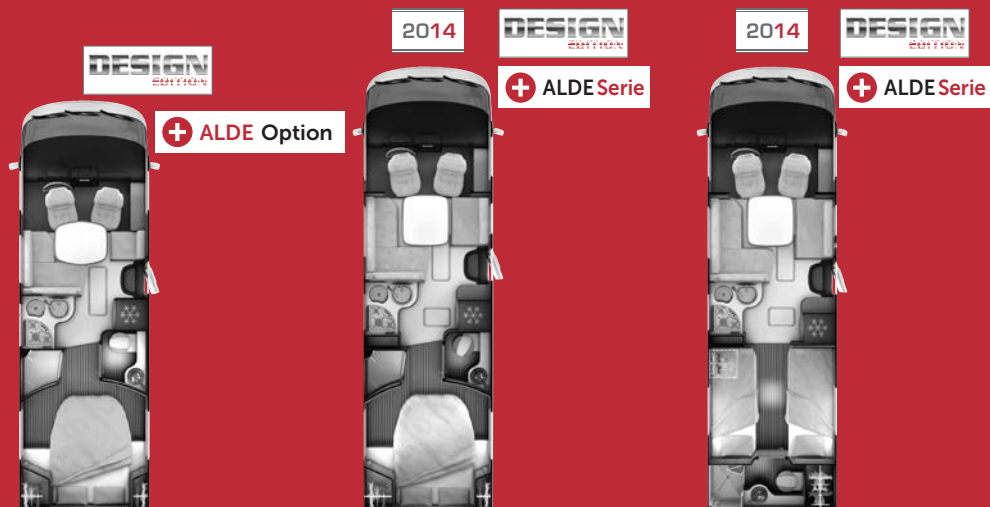 DESIGN
EDITION
ALDE Option
2014
DESIGN
EDITION
ALDE Serie
2014
DESIGN
EDITION
ALDE Serie